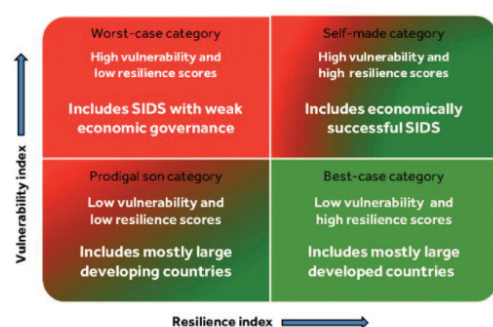 Worst-case category
High vulnerability and
low resilience scores
Includes SIDS with weak
economic governance
Self-made category
High vulnerability and
high resilience scores
Includes economically
successful SIDS
Prodigal son category
Low vulnerability and
low resilience scores
Includes mostly large
developing countries
Best-case category
Low vulnerability and
high resilience scores
Includes mostly large
developed countries
Vulnerability index
Resilience index